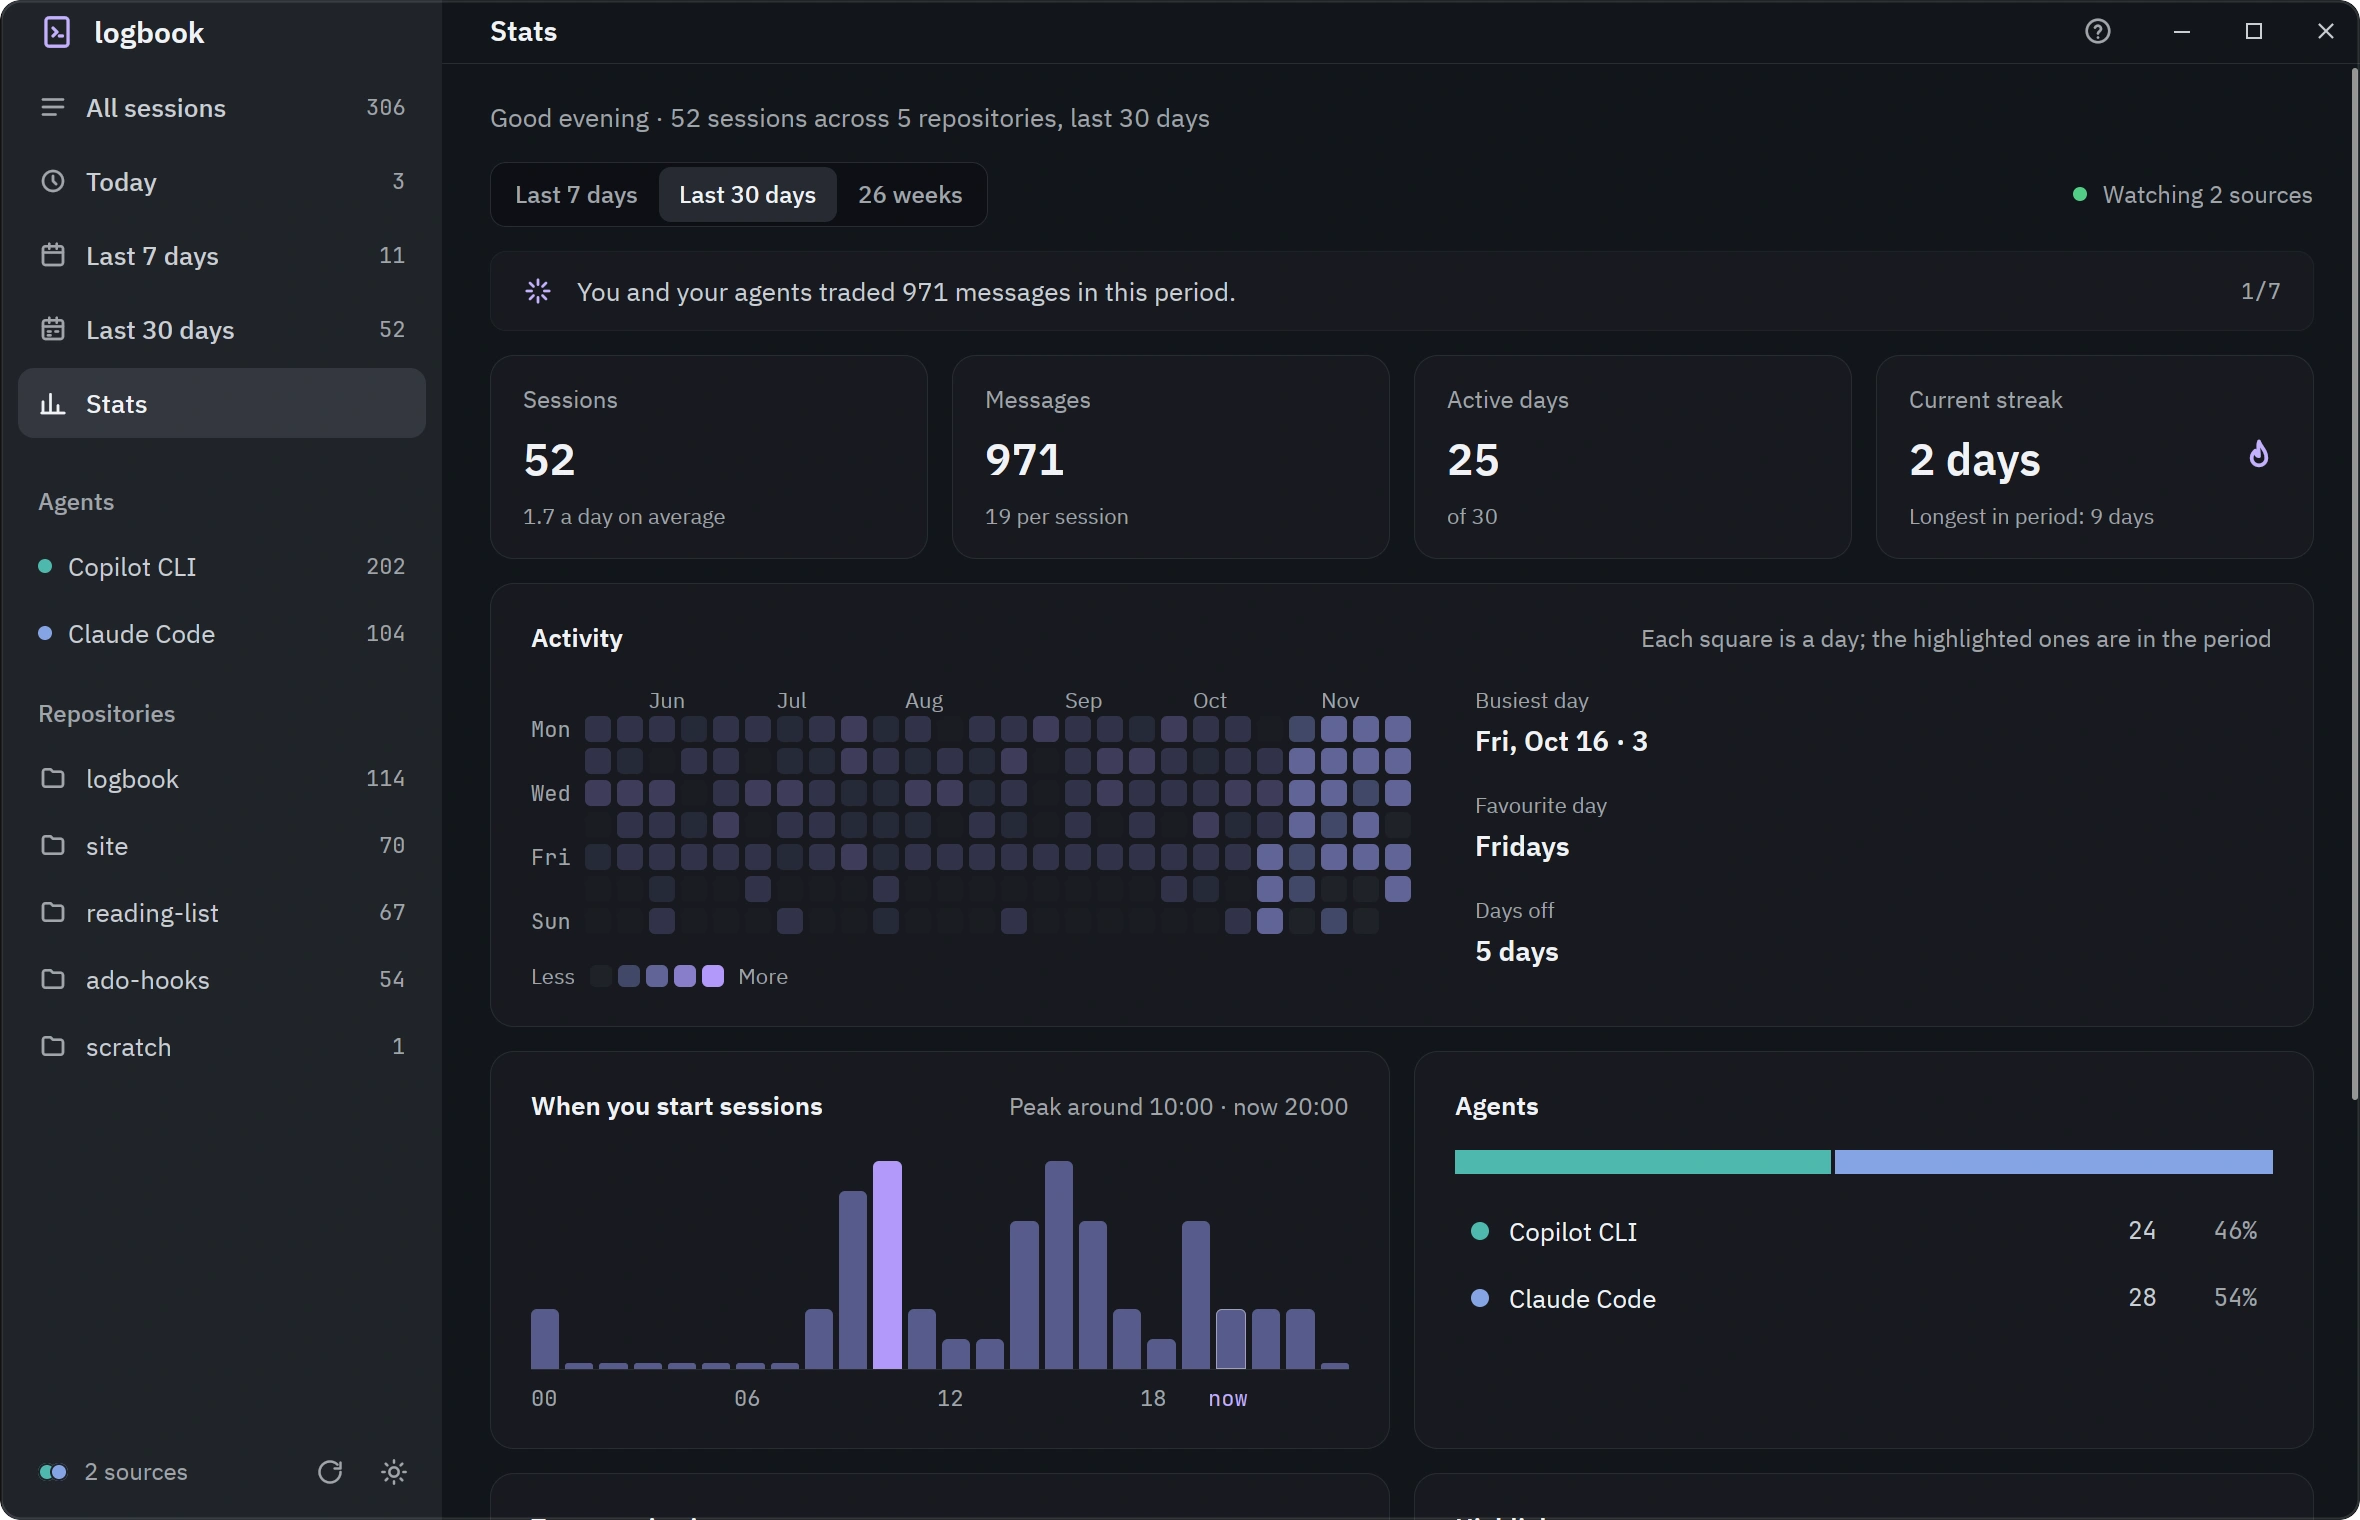 logbook
Stats
All sessions 306
Today 3
Last 7 days 11
Last 30 days 52
Stats
Agents
Copilot CLI 202
Claude Code 104
Repositories
logbook 114
site 70
reading-list 67
ado-hooks 54
scratch 1
2 sources
Good evening · 52 sessions across 5 repositories, last 30 days
Last 7 days Last 30 days 26 weeks
Watching 2 sources
You and your agents traded 971 messages in this period. 1/7
Sessions
52
1.7 a day on average
Messages
971
19 per session
Active days
25
of 30
Current streak
2 days
Longest in period: 9 days
Activity
Each square is a day; the highlighted ones are in the period
Jun Jul Aug Sep Oct Nov
Mon
Wed
Fri
Sun
Less More
Busiest day
Fri, Oct 16 · 3
Favourite day
Fridays
Days off
5 days
When you start sessions
Peak around 10:00 · now 20:00
00 06 12 18 now
Agents
Copilot CLI 24 46%
Claude Code 28 54%